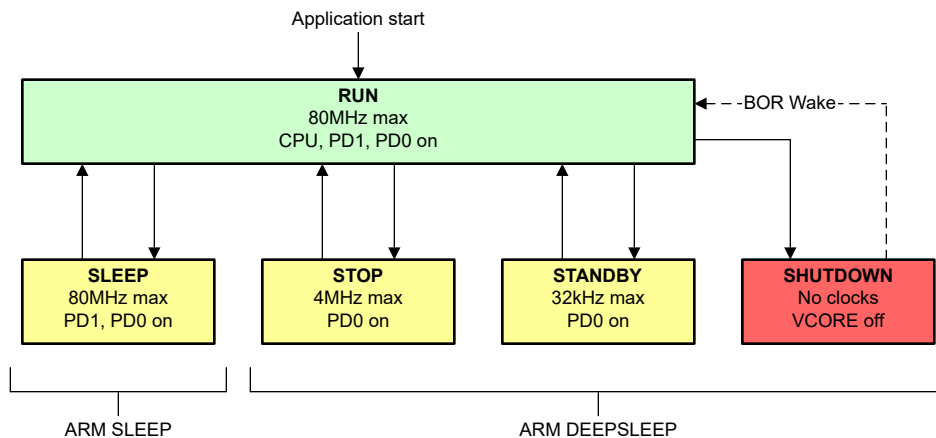 Application start
RUN
80MHz max
CPU, PD1, PD0 on
BOR Wake
SLEEP
80MHz max
PD1, PD0 on
STOP
4MHz max
PD0 on
STANDBY
32kHz max
PD0 on
SHUTDOWN
No clocks
VCORE off
ARM SLEEP
ARM DEEPSLEEP